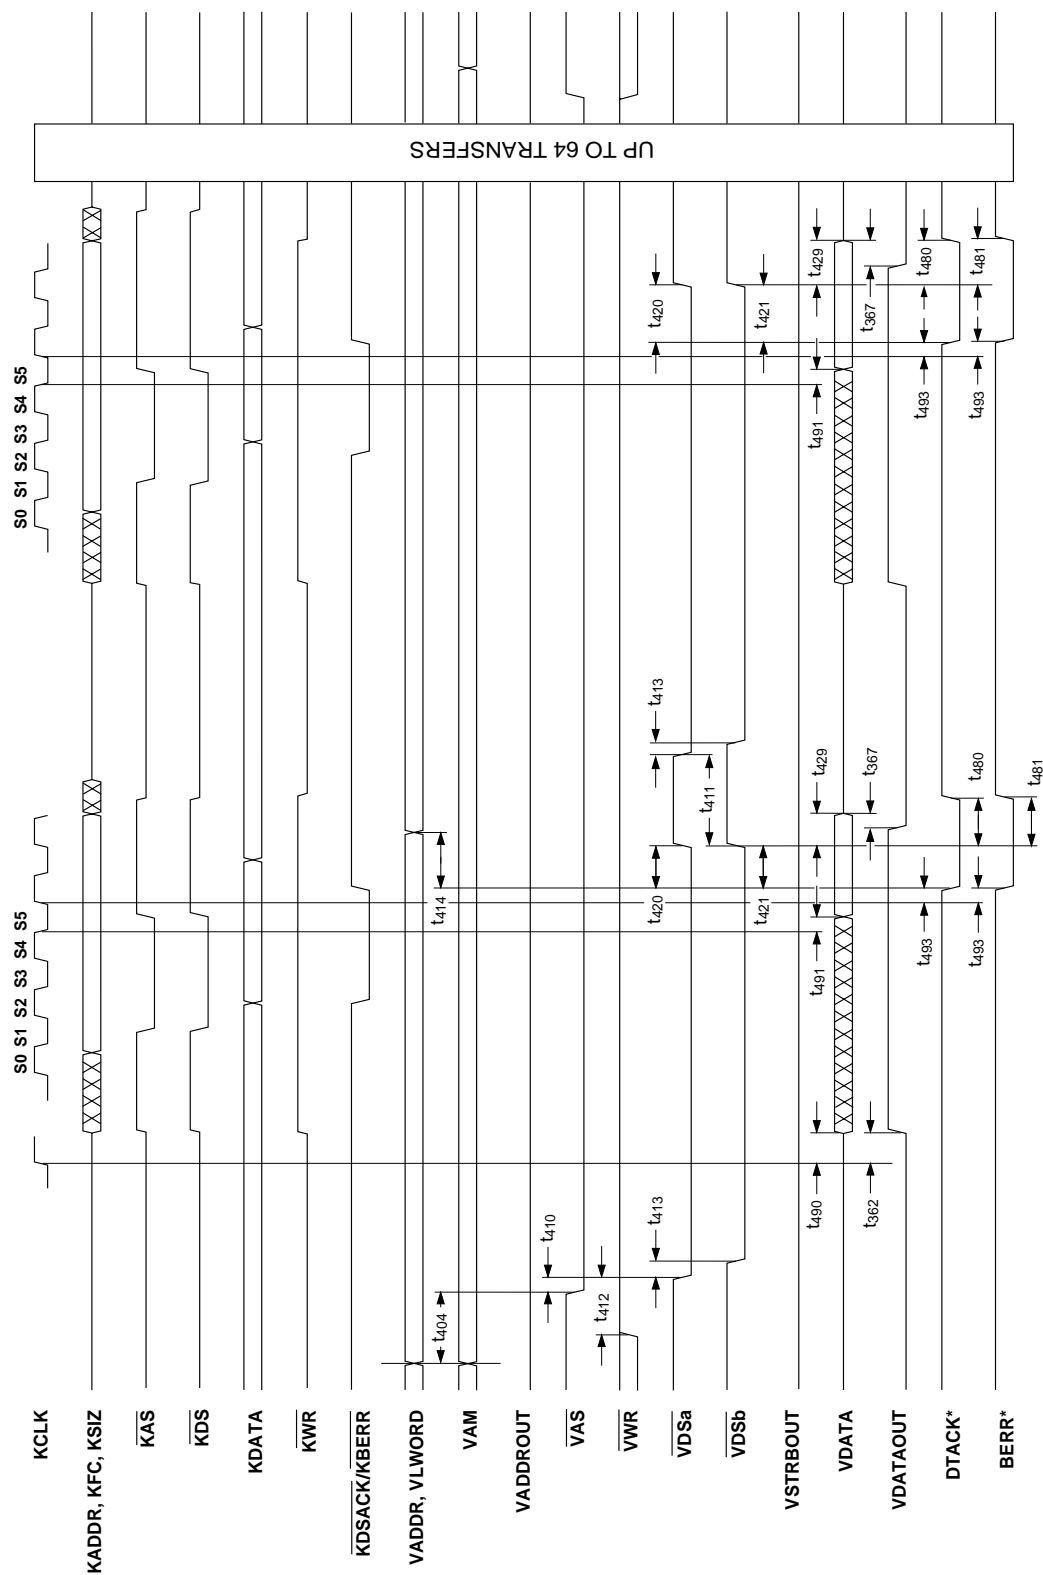 S0 S1 S2 S3 S4 S5 S0 S1 S2 S3 S4 S5
KCLK
KADDR, KFC, KSIZ
KAS
KDS
KDATA
KWR
KDSACK/KBERR
VADDR, VLWORD
UP TO 64 TRANSFERS
t404 t414
VAM
VADDROUT
t410
VAS
t412
VWR
t413 t420 t413 t420
VDSa
t411
VDSb
t421 t421
VSTRBOUT
t490 t491 t429 t491 t429
VDATA
t362 t367 t367
VDATAOUT
t493 t493 t480
DTACK*
t493 t480 t493 t481
BERR*
t481